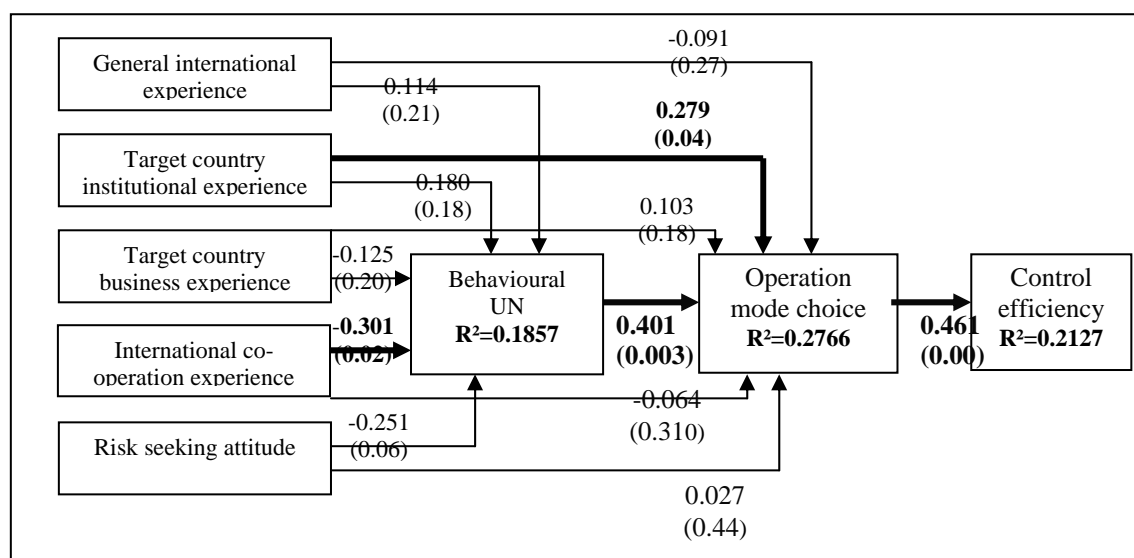 General international
experience
Target country
institutional experience
Target country
business experience
International co-
operation experience
Risk seeking attitude
-0.091
(0.27)
0.114
(0.21)
0.279
(0.04)
0.180
(0.18)
0.103
(0.18)
-0.125
(0.20)
-0.301
(0.02)
-0.251
(0.06)
Behavioural
UN
R²=0.1857
0.401
(0.003)
Operation
mode choice
R²=0.2766
0.461
(0.00)
Control
efficiency
R²=0.2127
-0.064
(0.310)
0.027
(0.44)